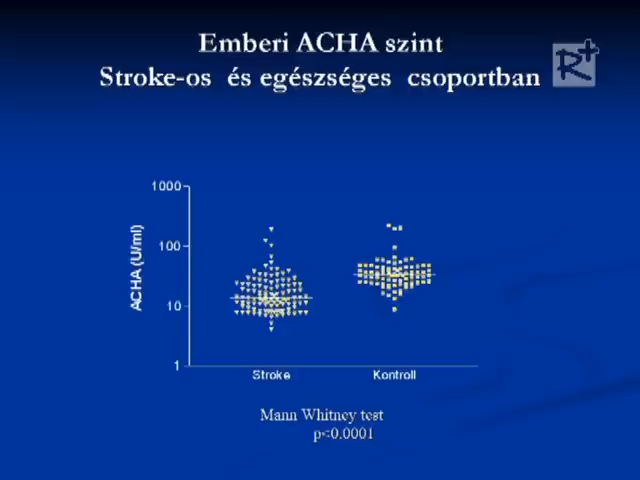 Emberi ACHA szint
Stroke-os és egészséges csoportban
R+
1000
100
10
1
ACHA (U/ml)
Stroke
Kontroll
Mann Whitney test
p<0.0001